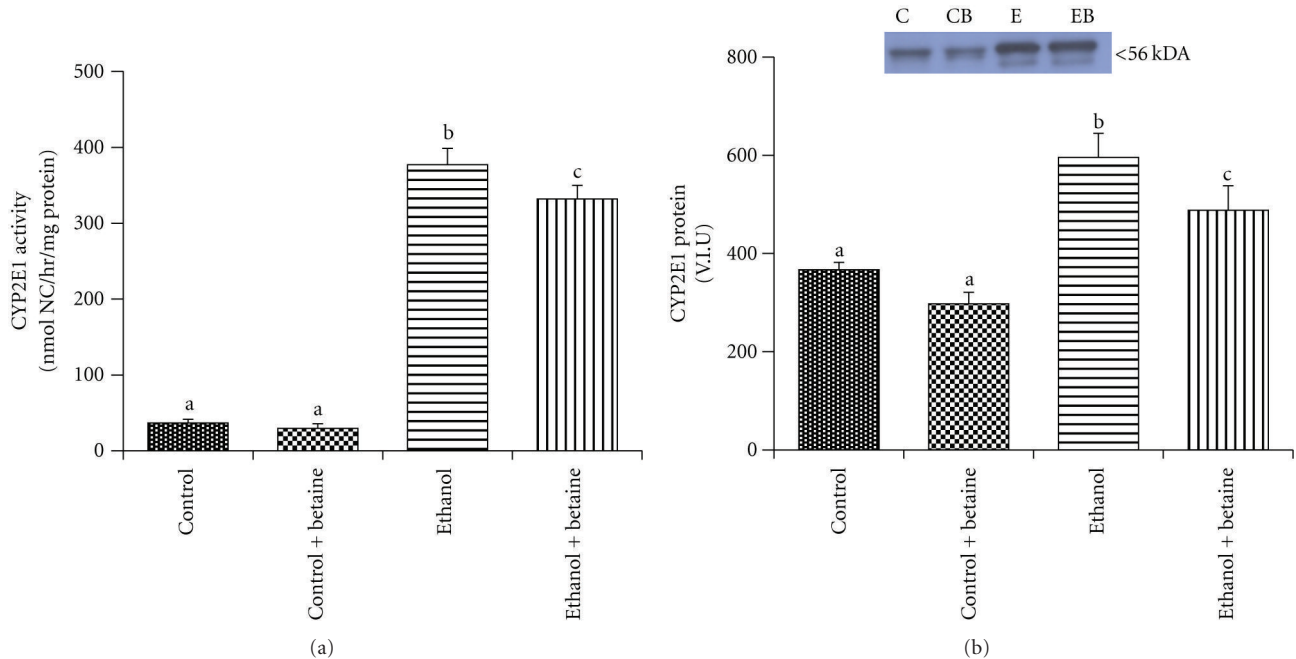 CYP2E1 activity
(nmol NC/hr/mg protein)
500
400
300
200
100
0
a
a
b
c
Control
Control + betaine
Ethanol
Ethanol + betaine
(a)
C CB E EB
<56 kDA
CYP2E1 protein
(V.I.U)
800
600
400
200
0
a
a
b
c
Control
Control + betaine
Ethanol
Ethanol + betaine
(b)